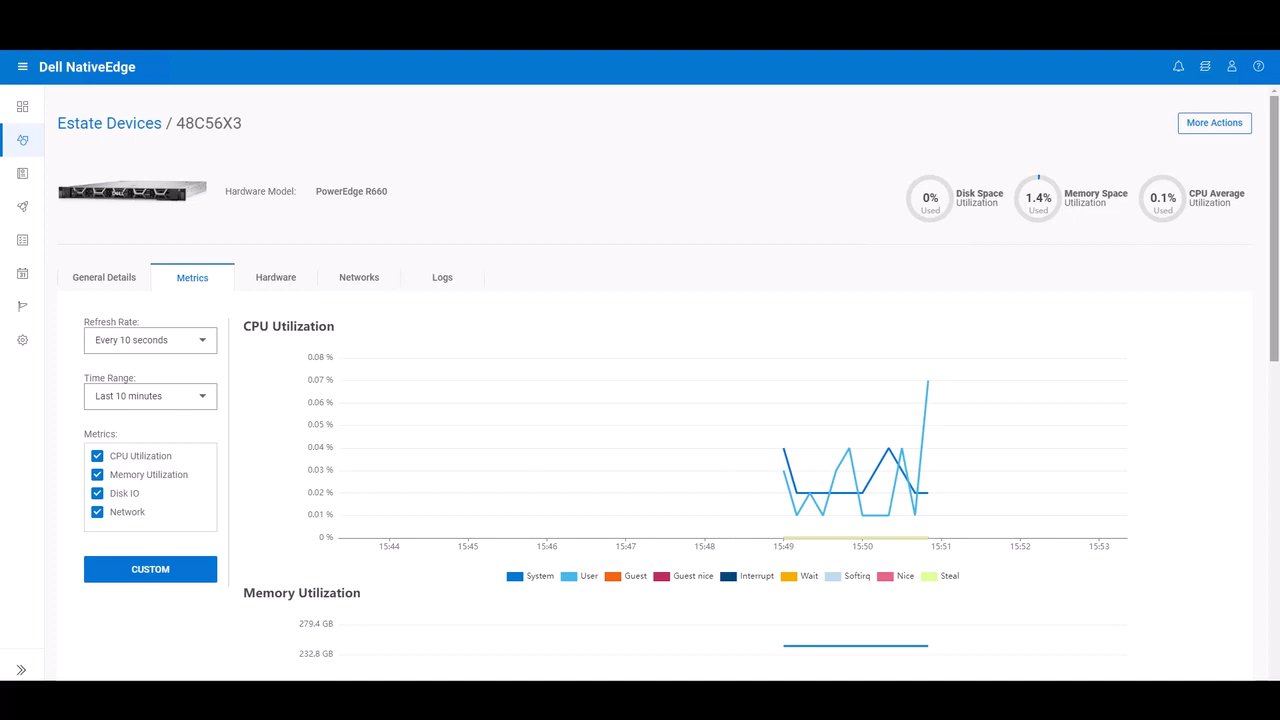 Dell NativeEdge
Estate Devices / 48C56X3
More Actions
Hardware Model: PowerEdge R660
0% Used Disk Space Utilization
1.4% Used Memory Space Utilization
0.1% Used CPU Average Utilization
General Details Metrics Hardware Networks Logs
Refresh Rate:
Every 10 seconds
Time Range:
Last 10 minutes
Metrics:
CPU Utilization
Memory Utilization
Disk IO
Network
CUSTOM
CPU Utilization
0.08 %
0.07 %
0.06 %
0.05 %
0.04 %
0.03 %
0.02 %
0.01 %
0 %
15:44 15:45 15:46 15:47 15:48 15:49 15:50 15:51 15:52 15:53
System User Guest Guest nice Interrupt Wait Softirq Nice Steal
Memory Utilization
279.4 GB
232.8 GB